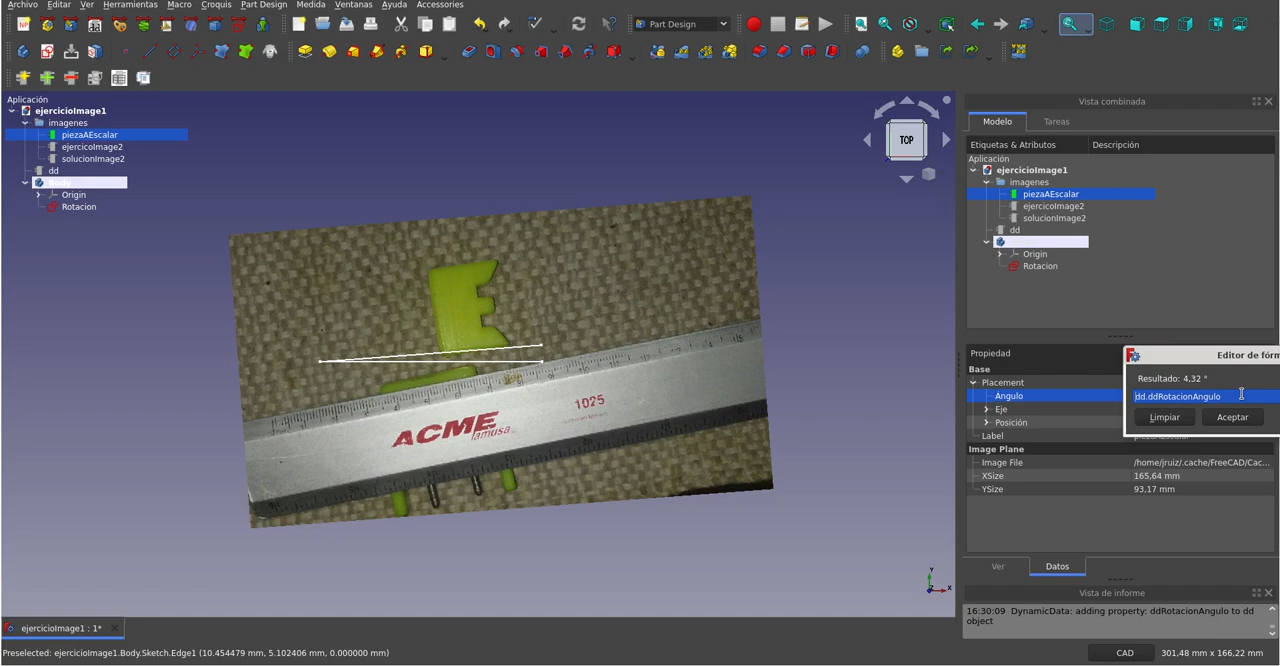 Archivo Editar Ver Herramientas Macro Croquis Part Design Medida Ventanas Ayuda Accessories
Part Design
Aplicación
ejercicioImage1
imagenes
piezaAEscalar
ejercicoImage2
solucionImage2
dd
Body
Origin
Rotacion
TOP
ACME
lamusa
1025
Y
X
ejercicioImage1 : 1*
Preselected: ejercicioImage1.Body.Sketch.Edge1 (10.454479 mm, 5.102406 mm, 0.000000 mm)
Vista combinada
Modelo Tareas
Etiquetas & Atributos Descripción
Aplicación
ejercicioImage1
imagenes
piezaAEscalar
ejercicoImage2
solucionImage2
dd
Origin
Rotacion
Propiedad
Base
Placement
Ángulo
Eje
Posición
Label
Image Plane
Image File /home/jruiz/.cache/FreeCAD/Cac...
XSize 165,64 mm
YSize 93,17 mm
Editor de fórm
Resultado: 4,32 °
dd.ddRotacionAngulo
Limpiar Aceptar
Ver Datos
Vista de informe
16:30:09 DynamicData: adding property: ddRotacionAngulo to dd
object
CAD 301,48 mm x 166,22 mm